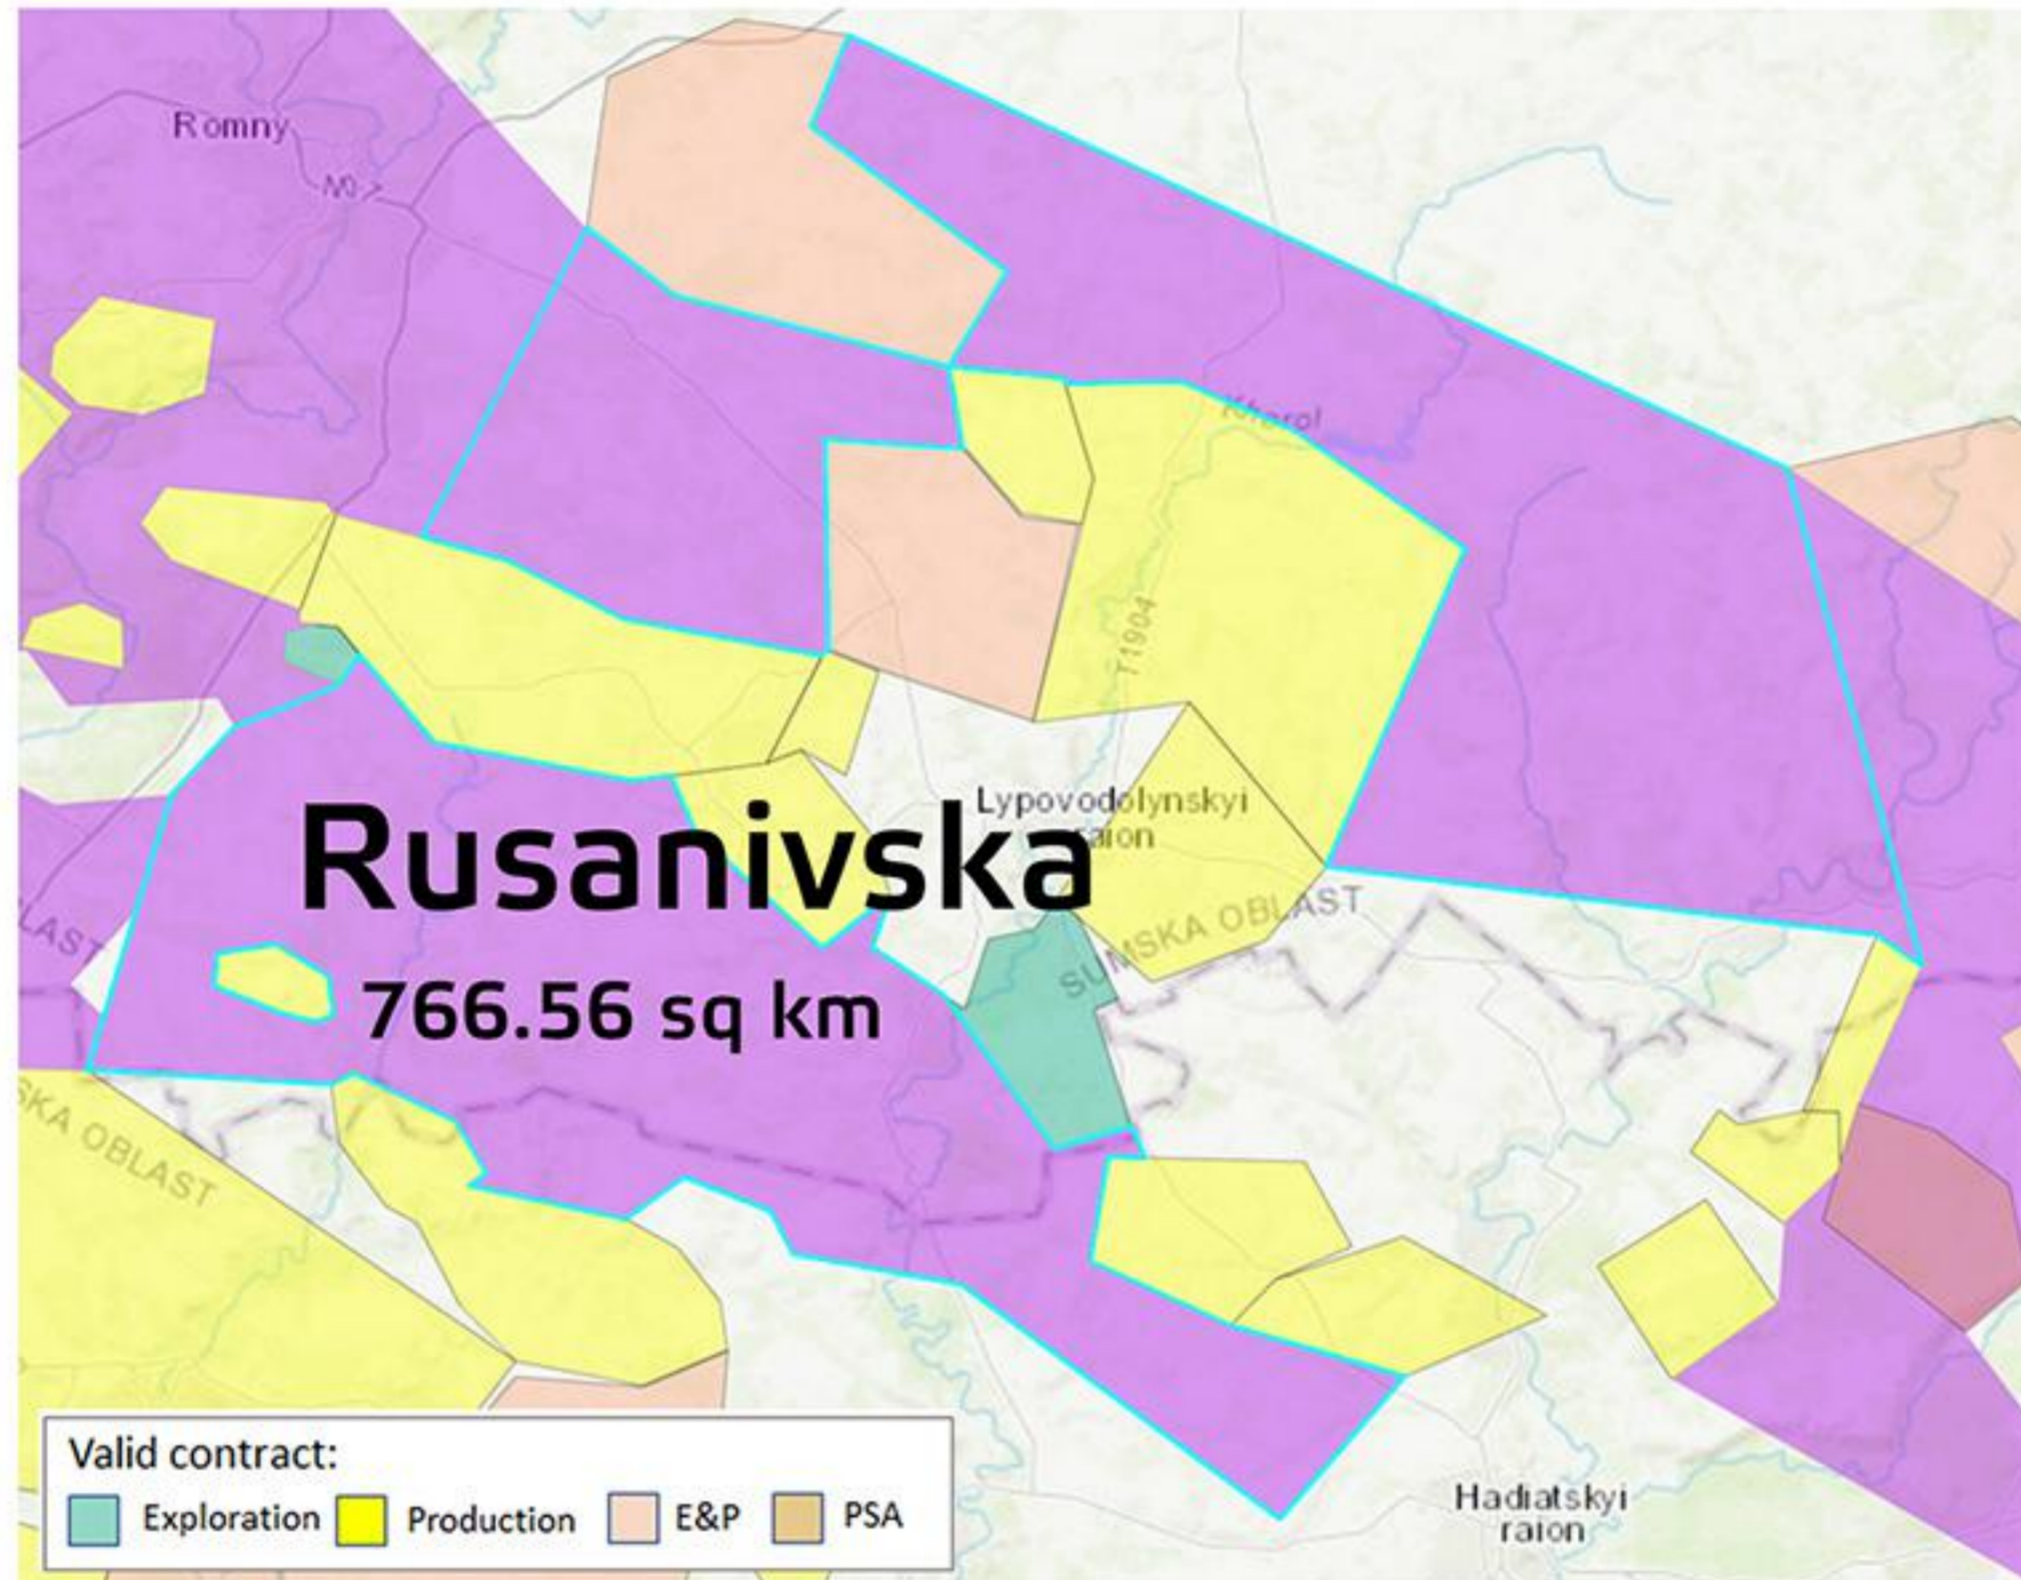 Romny
Khorol
T1904
Lypovodolynskyi
raion
Rusanivska
766.56 sq km
LAST
SUMSKA OBLAST
SKA OBLAST
Valid contract:
Exploration
Production
E&P
PSA
Hadiatskyi
raion